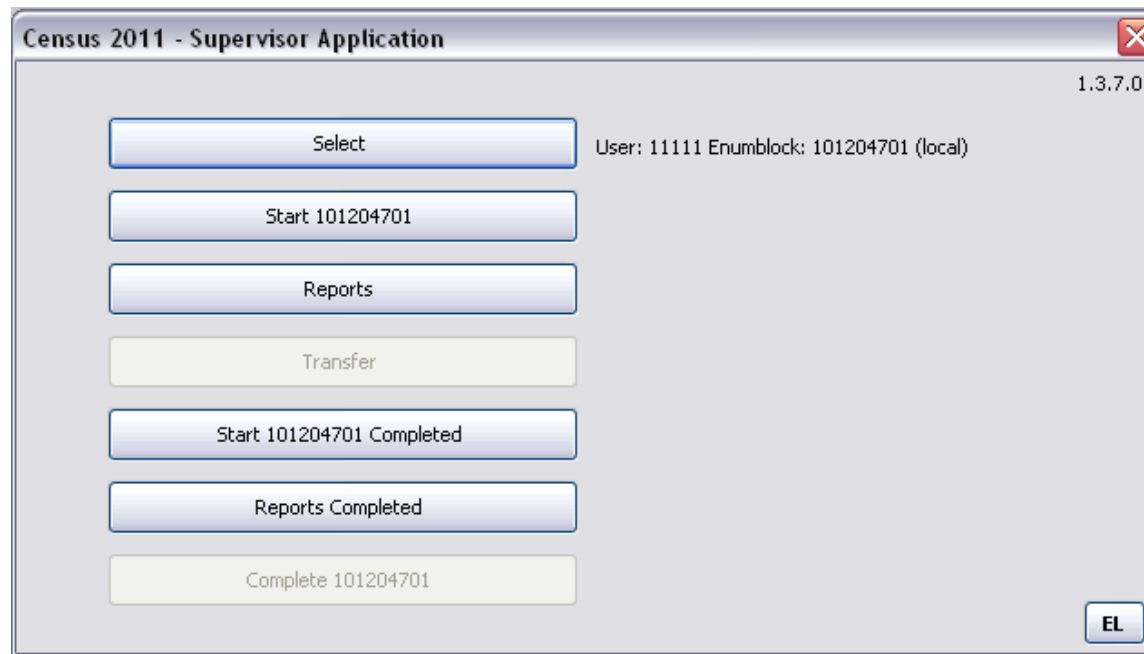 Census 2011 - Supervisor Application
1.3.7.0
Select
User: 11111 Enumblock: 101204701 (local)
Start 101204701
Reports
Transfer
Start 101204701 Completed
Reports Completed
Complete 101204701
EL